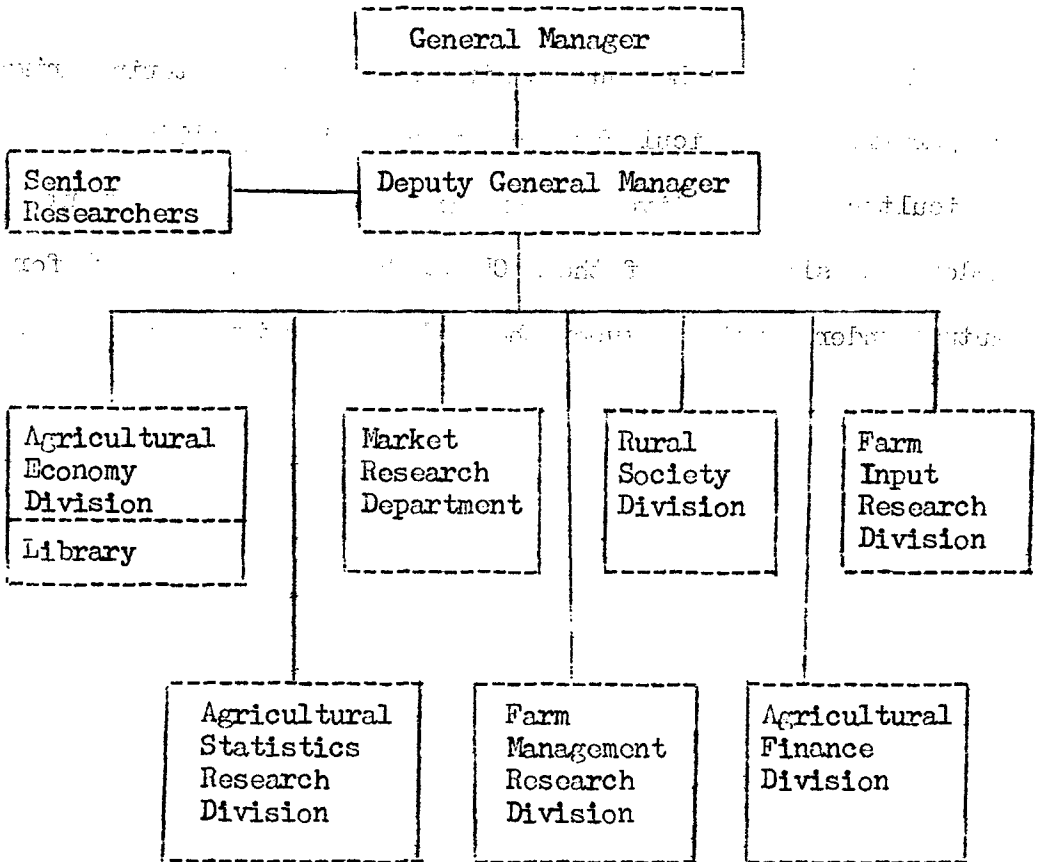 General Manager
Senior
Researchers
Deputy General Manager
Agricultural
Economy
Division
Library
Market
Research
Department
Rural
Society
Division
Farm
Input
Research
Division
Agricultural
Statistics
Research
Division
Farm
Management
Research
Division
Agricultural
Finance
Division